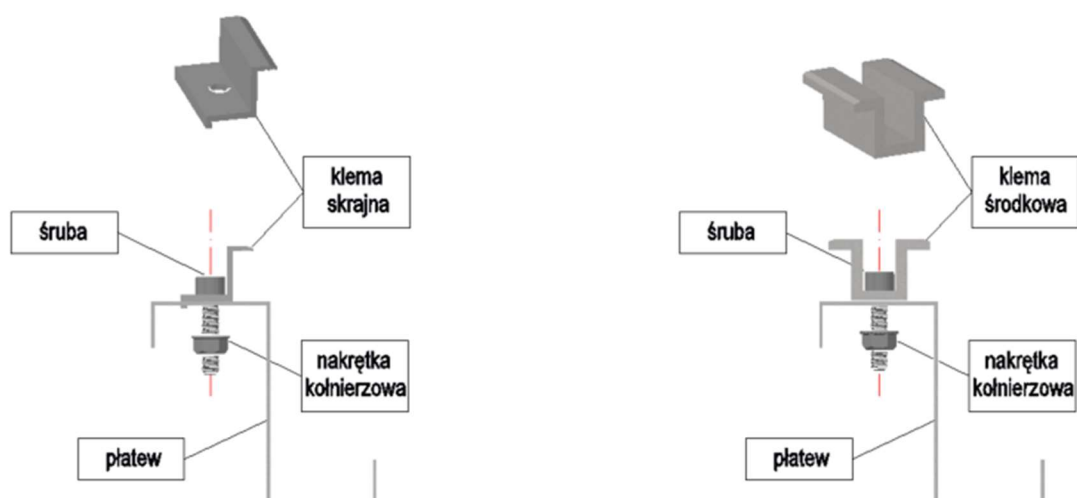 klema
skrajna
śruba
nakrętka
kołnierzowa
płatew
klema
środkowa
śruba
nakrętka
kołnierzowa
płatew